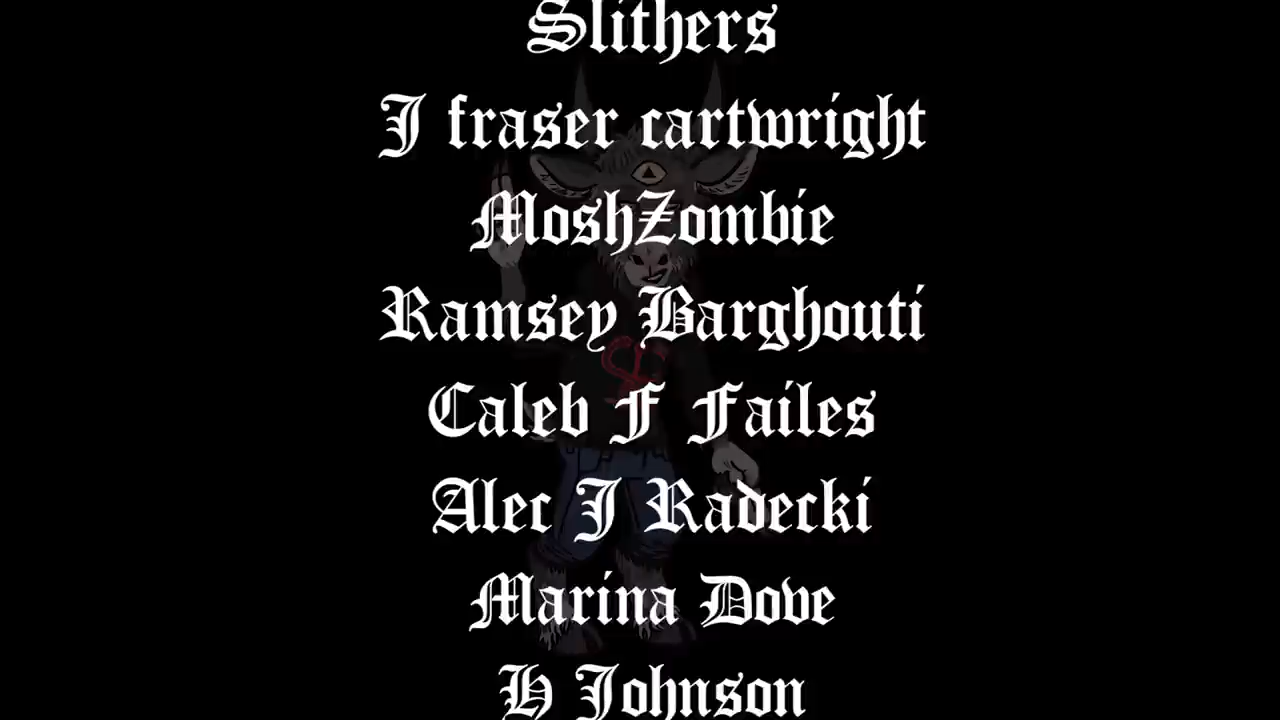 Slithers
J fraser cartwright
MoshZombie
Ramsey Barghouti
Caleb F Failes
Alec J Radecki
Marina Dove
H Johnson